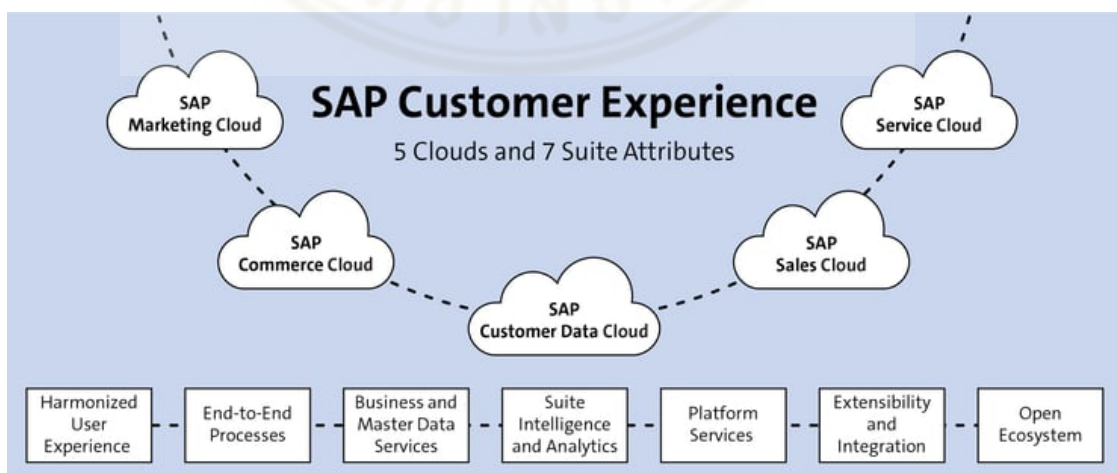 SAP Customer Experience
5 Clouds and 7 Suite Attributes
SAP
Marketing Cloud
SAP
Commerce Cloud
SAP
Customer Data Cloud
SAP
Sales Cloud
SAP
Service Cloud
Harmonized
User
Experience
End-to-End
Processes
Business and
Master Data
Services
Suite
Intelligence
and Analytics
Platform
Services
Extensibility
and
Integration
Open
Ecosystem